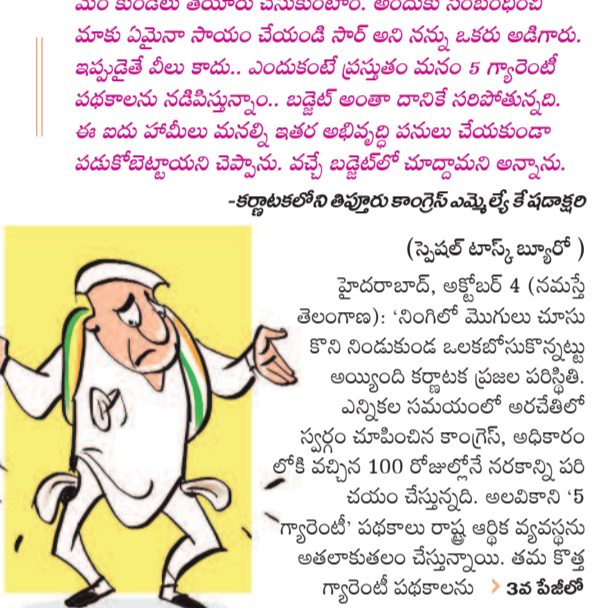 మరి కుండలు తయారు చేసుకుంటారు. అందుకు సంబంధించి
మాకు ఏమైనా సాయం చేయండి సార్ అని నన్ను ఒకరు అడిగారు.
ఇప్పుడైతే వీలు కాదు.. ఎందుకంటే ప్రస్తుతం మనం 5 గ్యారెంటీ
పథకాలను నడిపిస్తున్నాం.. బడ్జెట్ అంతా దానికే సరిపోతున్నది.
ఈ ఐదు హామీలు మనల్ని ఇతర అభివృద్ధి పనులు చేయకుండా
పడుకోబెట్టాయని చెప్పాను. వచ్చే బడ్జెట్‌లో చూద్దామని అన్నాను.
-కర్ణాటకలోని తిప్తూరు కాంగ్రెస్ ఎమ్మెల్యే కే షడాక్షరి
(స్పెషల్ టాస్క్ బ్యూరో )
హైదరాబాద్, అక్టోబర్ 4 (నమస్తే
తెలంగాణ): ‘నింగిలో మొగులు చూసు
కొని నిండుకుండ ఒలకబోసుకొన్నట్టు
అయ్యింది కర్ణాటక ప్రజల పరిస్థితి.
ఎన్నికల సమయంలో అరచేతిలో
స్వర్గం చూపించిన కాంగ్రెస్, అధికారం
లోకి వచ్చిన 100 రోజుల్లోనే నరకాన్ని పరి
చయం చేస్తున్నది. అలవికాని ‘5
గ్యారెంటీ’ పథకాలు రాష్ట్ర ఆర్థిక వ్యవస్థను
అతలాకుతలం చేస్తున్నాయి. తమ కొత్త
గ్యారెంటీ పథకాలను > 3వ పేజీలో